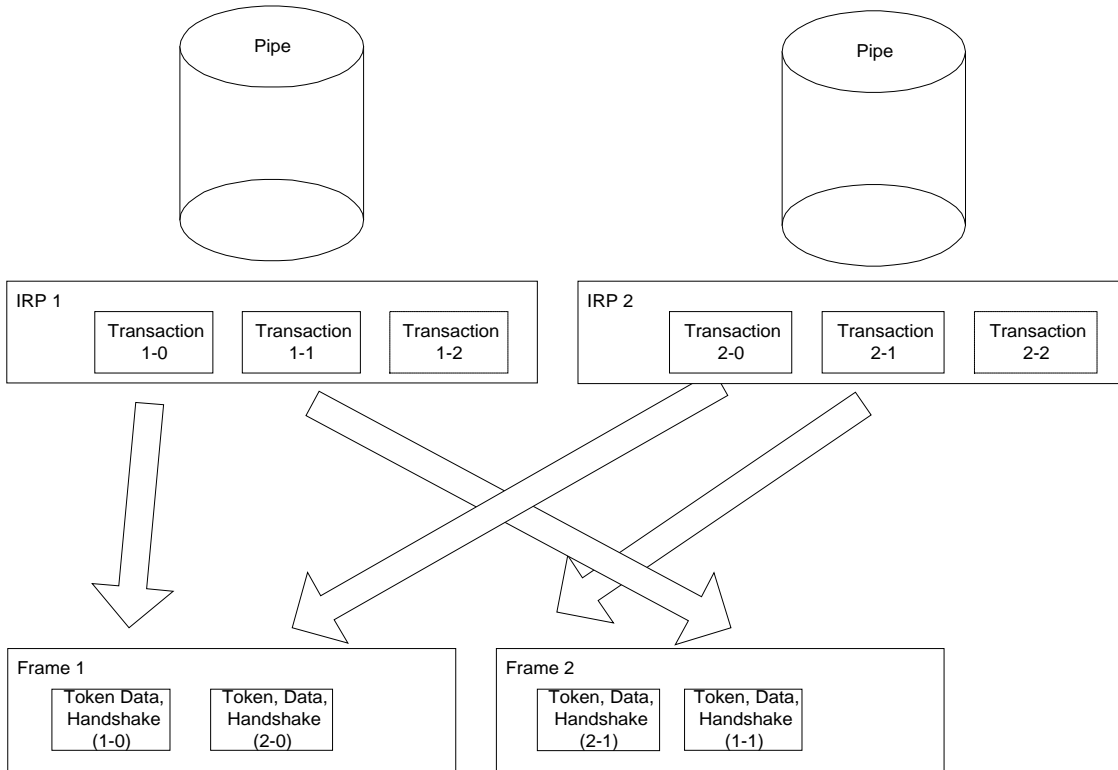 Pipe
Pipe
IRP 1
Transaction
1-0
Transaction
1-1
Transaction
1-2
IRP 2
Transaction
2-0
Transaction
2-1
Transaction
2-2
Frame 1
Token Data,
Handshake
(1-0)
Token, Data,
Handshake
(2-0)
Frame 2
Token, Data,
Handshake
(2-1)
Token, Data,
Handshake
(1-1)